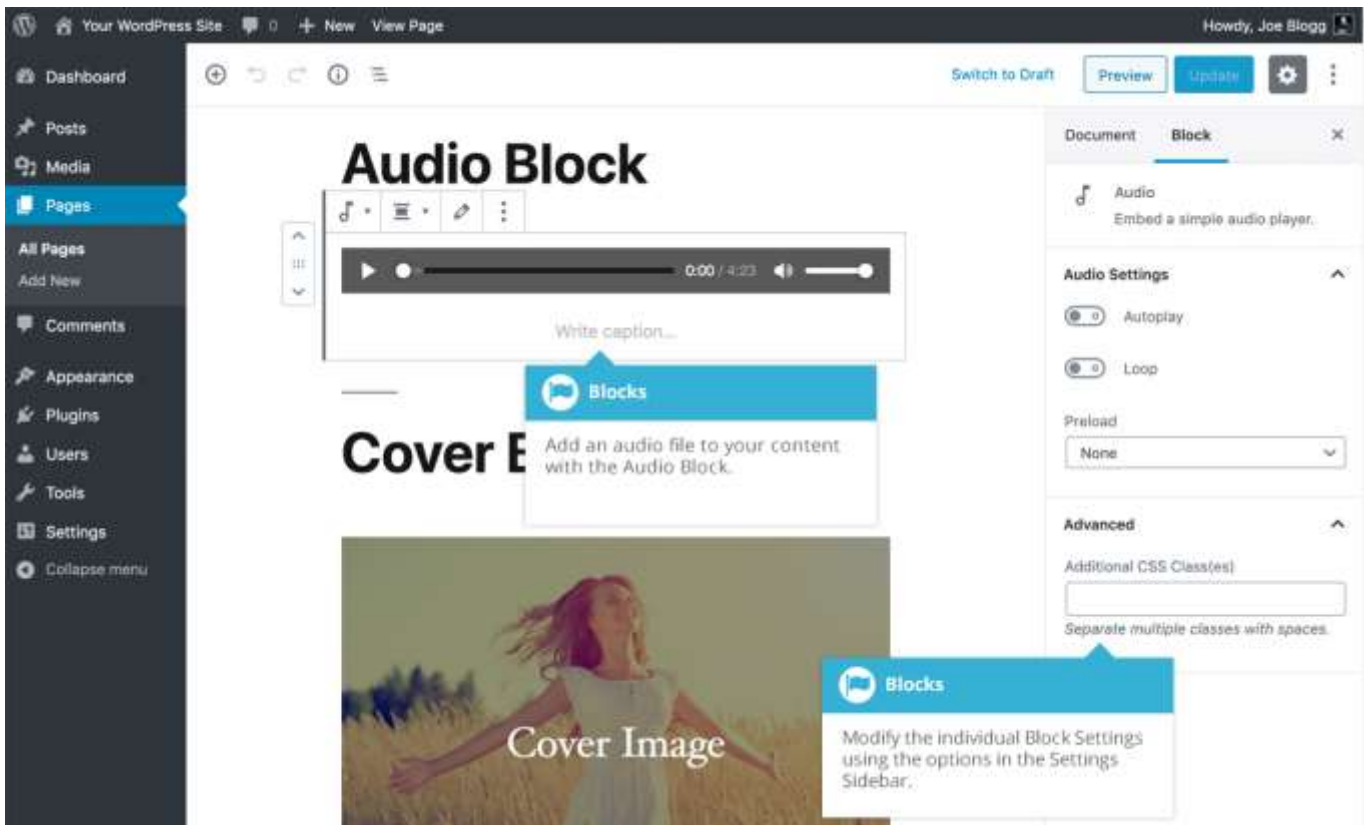 Your WordPress Site 0 + New View Page
Howdy, Joe Blogg
Dashboard
Posts
Media
Pages
All Pages
Add New
Comments
Appearance
Plugins
Users
Tools
Settings
Collapse menu
Switch to Draft Preview Update
Audio Block
0:00 / 4:23
Write caption...
Blocks
Add an audio file to your content
with the Audio Block.
Cover B
Cover Image
Document Block
Audio
Embed a simple audio player.
Audio Settings
Autoplay
Loop
Preload
None
Advanced
Additional CSS Class(es)
Separate multiple classes with spaces.
Blocks
Modify the individual Block Settings
using the options in the Settings
Sidebar.